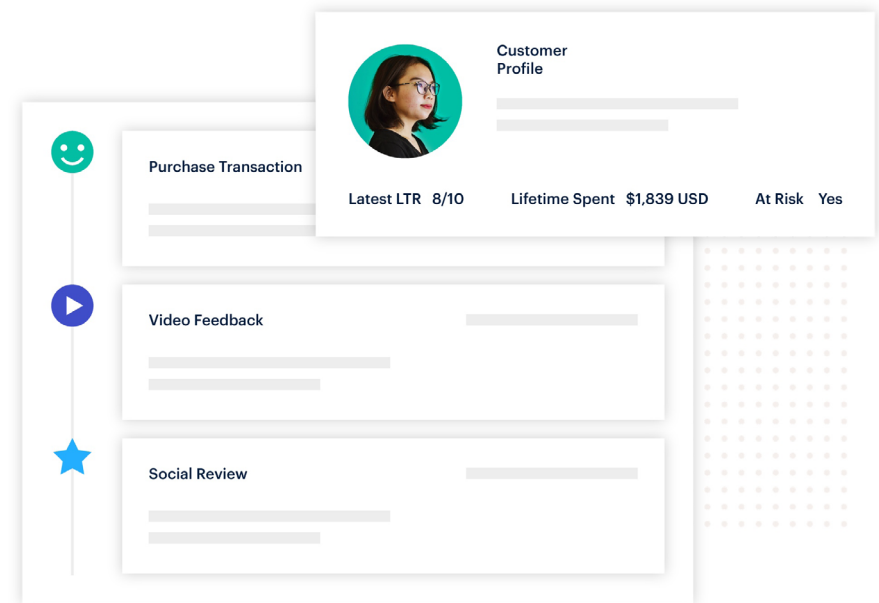 Customer
Profile
Purchase Transaction
Latest LTR 8/10 Lifetime Spent $1,839 USD At Risk Yes
Video Feedback
Social Review